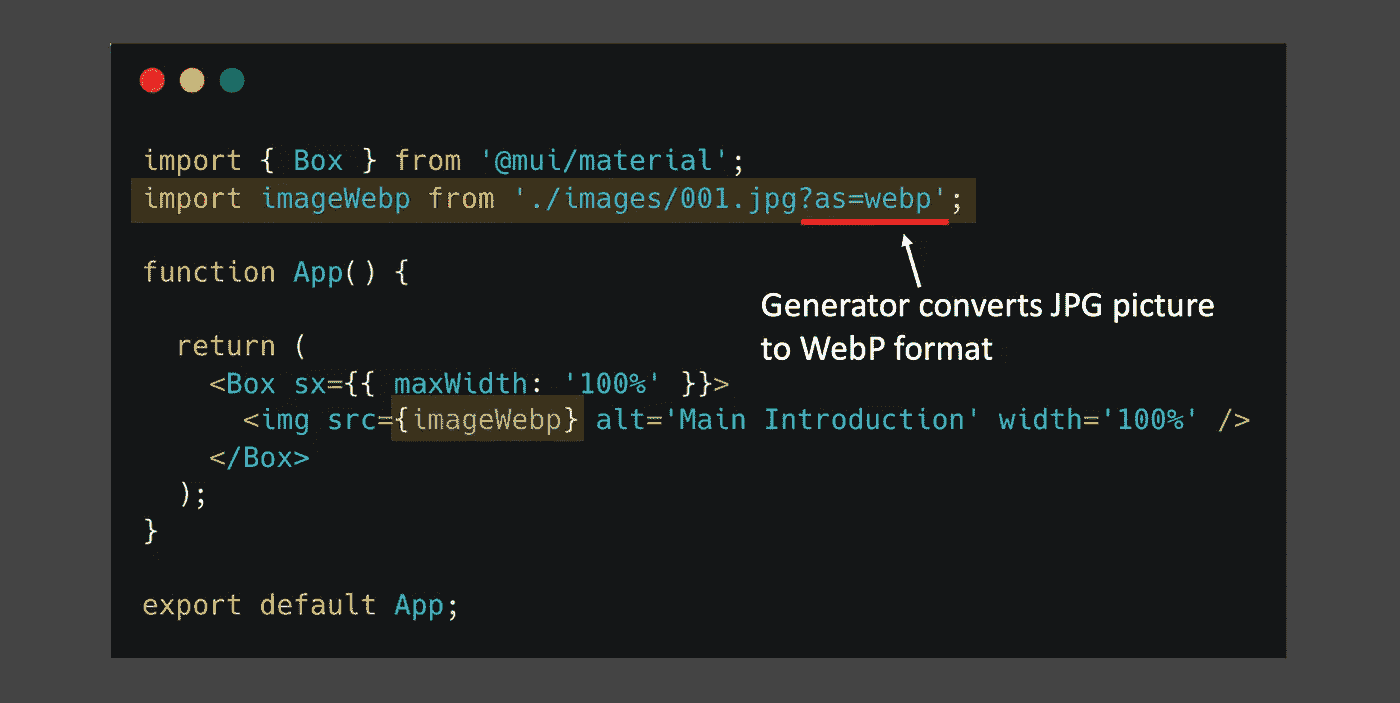 import { Box } from '@mui/material';
import imageWebp from './images/001.jpg?as=webp';
function App() {
Generator converts JPG picture
to WebP format
return (
<Box sx={{ maxWidth: '100%' }}>
<img src={imageWebp} alt='Main Introduction' width='100%' />
</Box>
);
}
export default App;